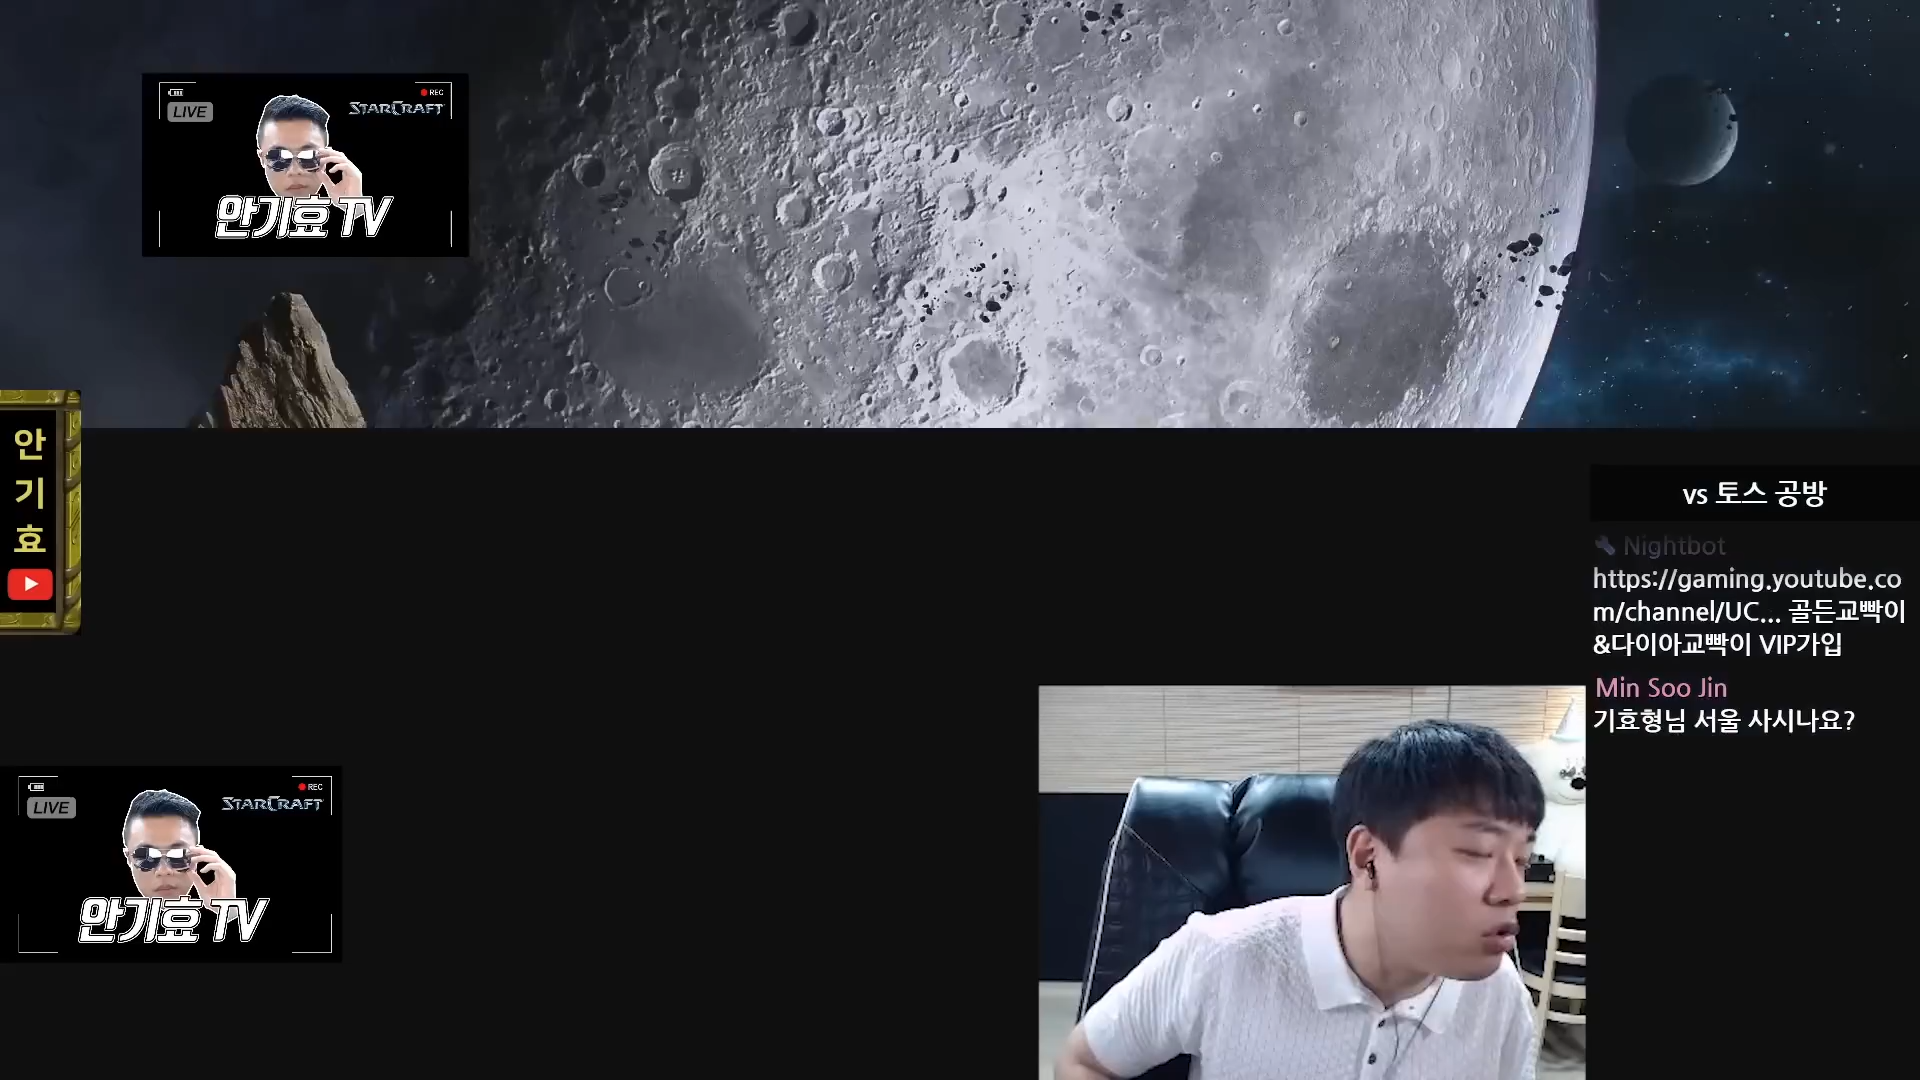 LIVE
REC
STARCRAFT
안기효 TV
안
기
효
vs 토스 공방
Nightbot
https://gaming.youtube.co
m/channel/UC... 골든교빡이
&다이아교빡이 VIP가입
Min Soo Jin
기효형님 서울 사시나요?
LIVE
REC
STARCRAFT
안기효 TV